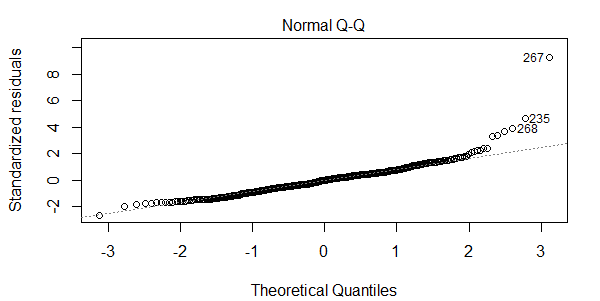 Normal Q-Q
Standardized residuals
8
6
4
2
0
-2
267
235
268
-3 -2 -1 0 1 2 3
Theoretical Quantiles